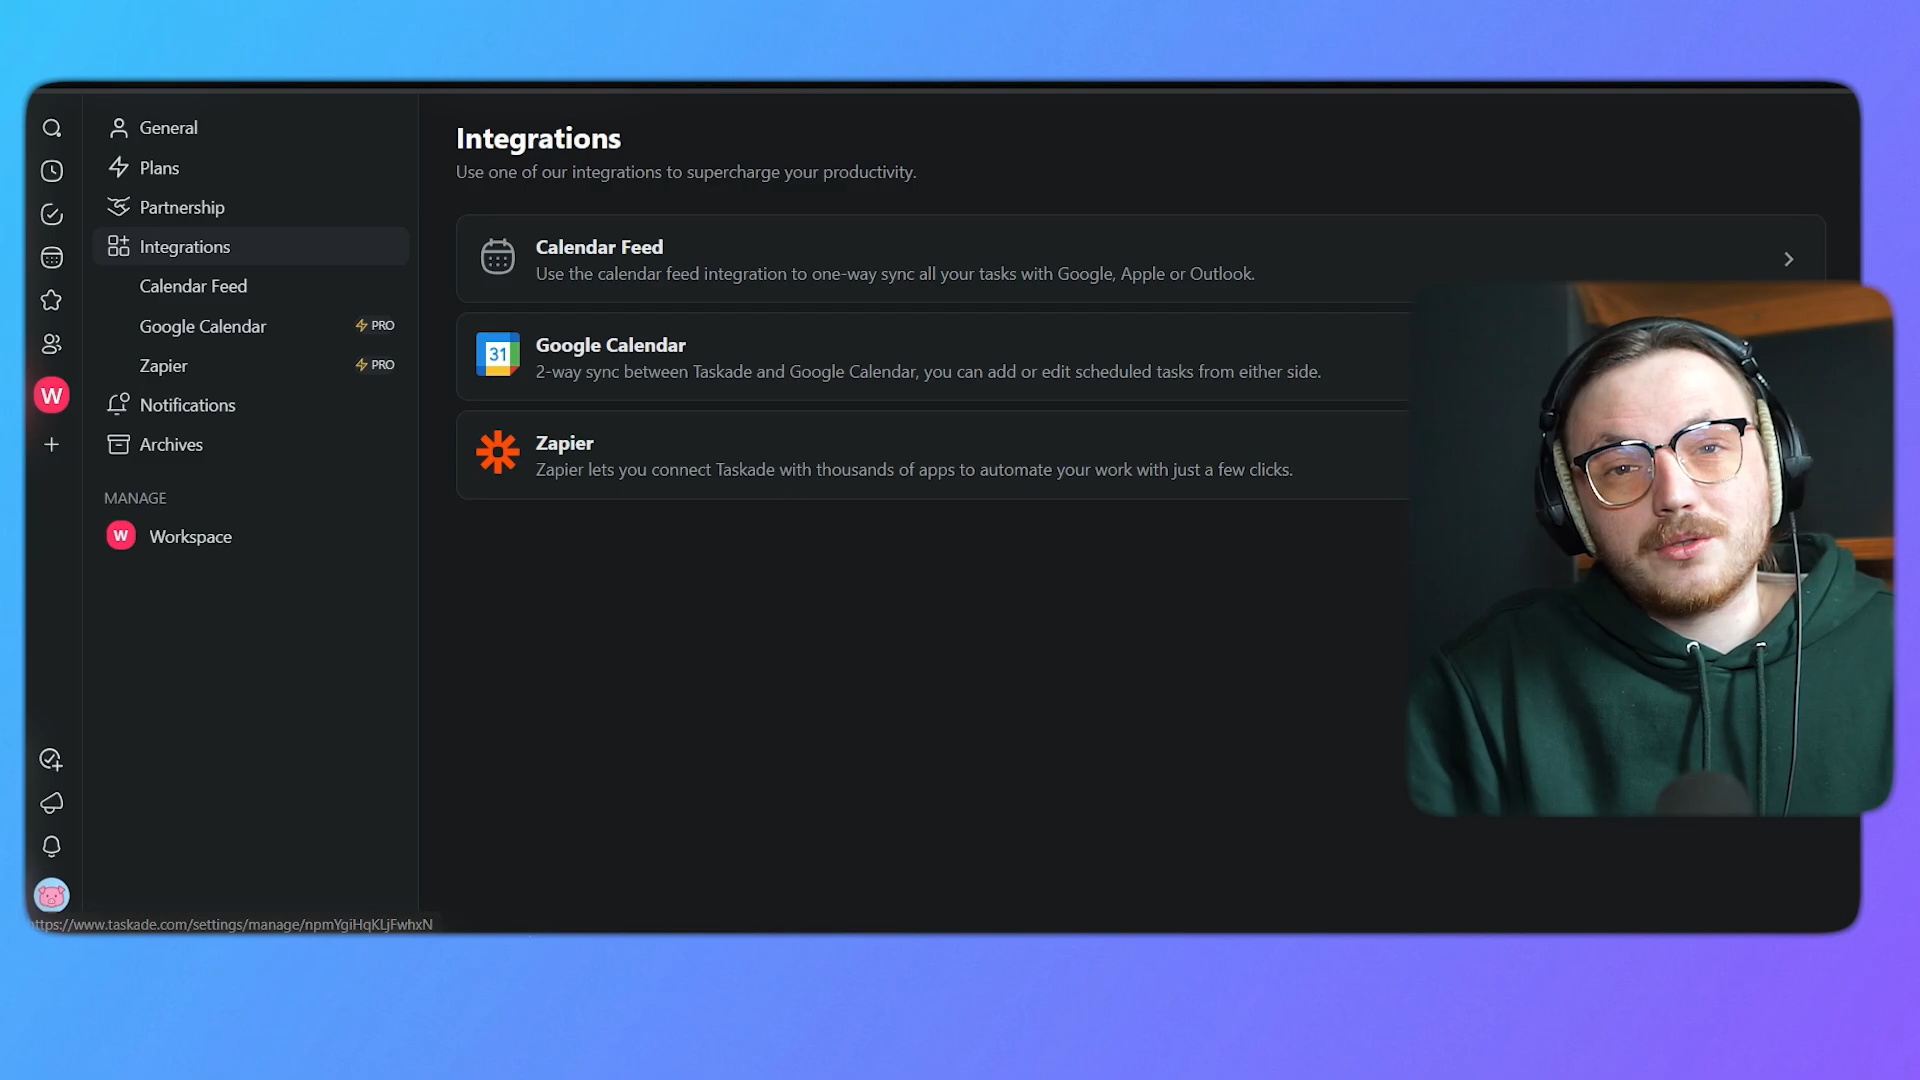 General
Plans
Partnership
Integrations
Calendar Feed
Google Calendar
PRO
Zapier
PRO
Notifications
Archives
MANAGE
W
Workspace
W
Integrations
Use one of our integrations to supercharge your productivity.
Calendar Feed
Use the calendar feed integration to one-way sync all your tasks with Google, Apple or Outlook.
31
Google Calendar
2-way sync between Taskade and Google Calendar, you can add or edit scheduled tasks from either side.
Zapier
Zapier lets you connect Taskade with thousands of apps to automate your work with just a few clicks.
https://www.taskade.com/settings/manage/npmYgiHqKLjFwhxN